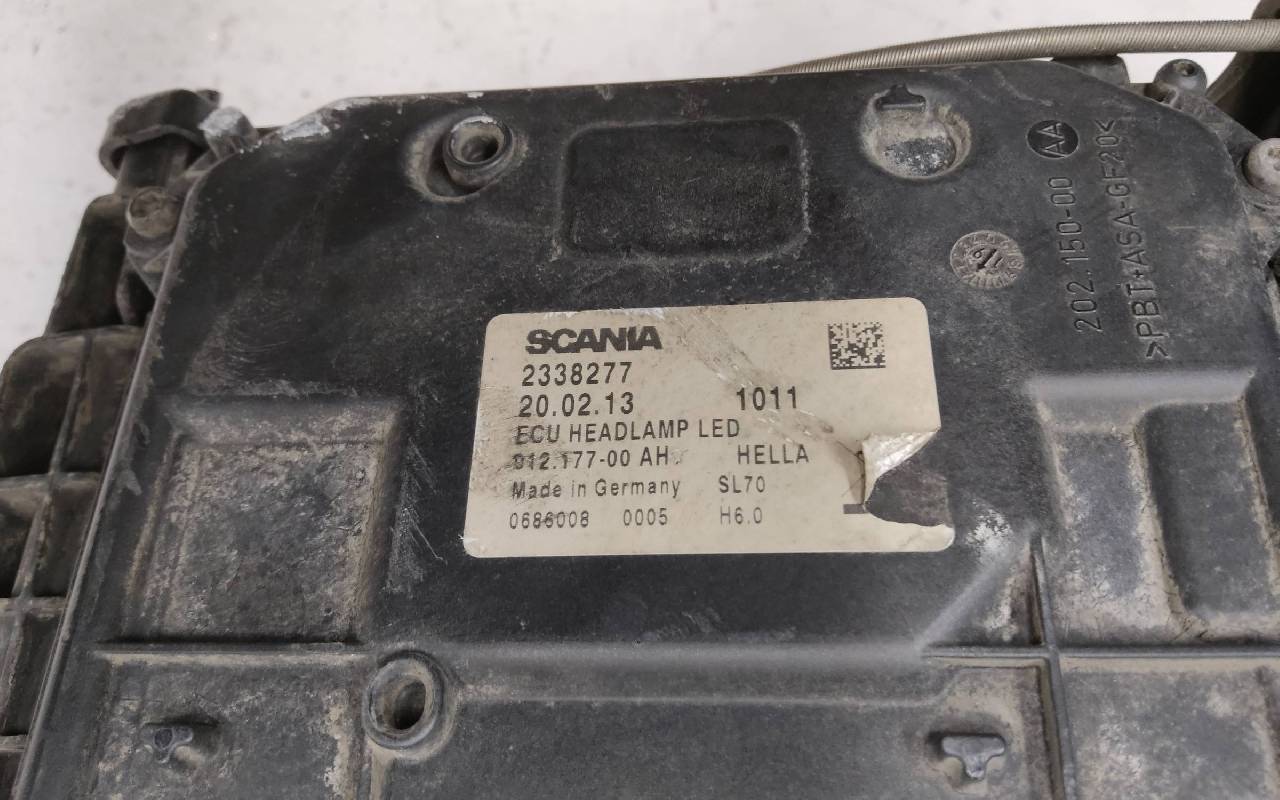 SCANIA
2338277
20.02.13 1011
ECU HEADLAMP LED
912.177-00 AH HELLA
Made in Germany SL70
0686008 0005 H6.0
202.150-00 AA
>PBT+ASA-GF20<